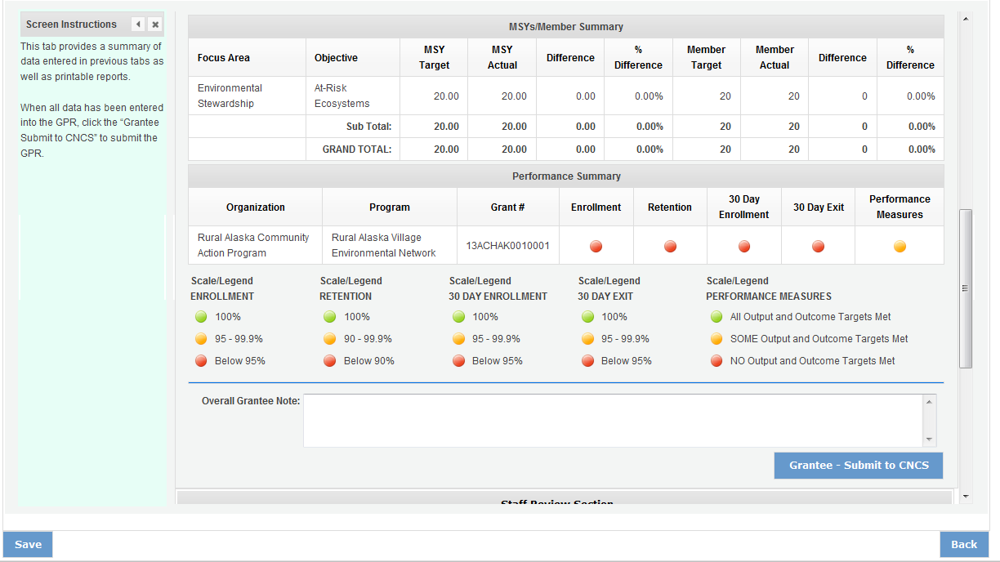 Screen Instructions
This tab provides a summary of
data entered in previous tabs as
well as printable reports.
When all data has been entered
into the GPR, click the “Grantee
Submit to CNCS” to submit the
GPR.
MSYs/Member Summary
Focus Area Objective MSY Target MSY Actual Difference % Difference Member Target Member Actual Difference % Difference
Environmental Stewardship At-Risk Ecosystems 20.00 20.00 0.00 0.00% 20 20 0 0.00%
Sub Total: 20.00 20.00 0.00 0.00% 20 20 0 0.00%
GRAND TOTAL: 20.00 20.00 0.00 0.00% 20 20 0 0.00%
Performance Summary
Organization Program Grant # Enrollment Retention 30 Day Enrollment 30 Day Exit Performance Measures
Rural Alaska Community Action Program Rural Alaska Village Environmental Network 13ACHAK0010001
Scale/Legend Scale/Legend Scale/Legend Scale/Legend Scale/Legend
ENROLLMENT RETENTION 30 DAY ENROLLMENT 30 DAY EXIT PERFORMANCE MEASURES
100% 100% 100% 100% All Output and Outcome Targets Met
95 - 99.9% 90 - 99.9% 95 - 99.9% 95 - 99.9% SOME Output and Outcome Targets Met
Below 95% Below 90% Below 95% Below 95% NO Output and Outcome Targets Met
Overall Grantee Note:
Grantee - Submit to CNCS
Staff Review Section
Save Back